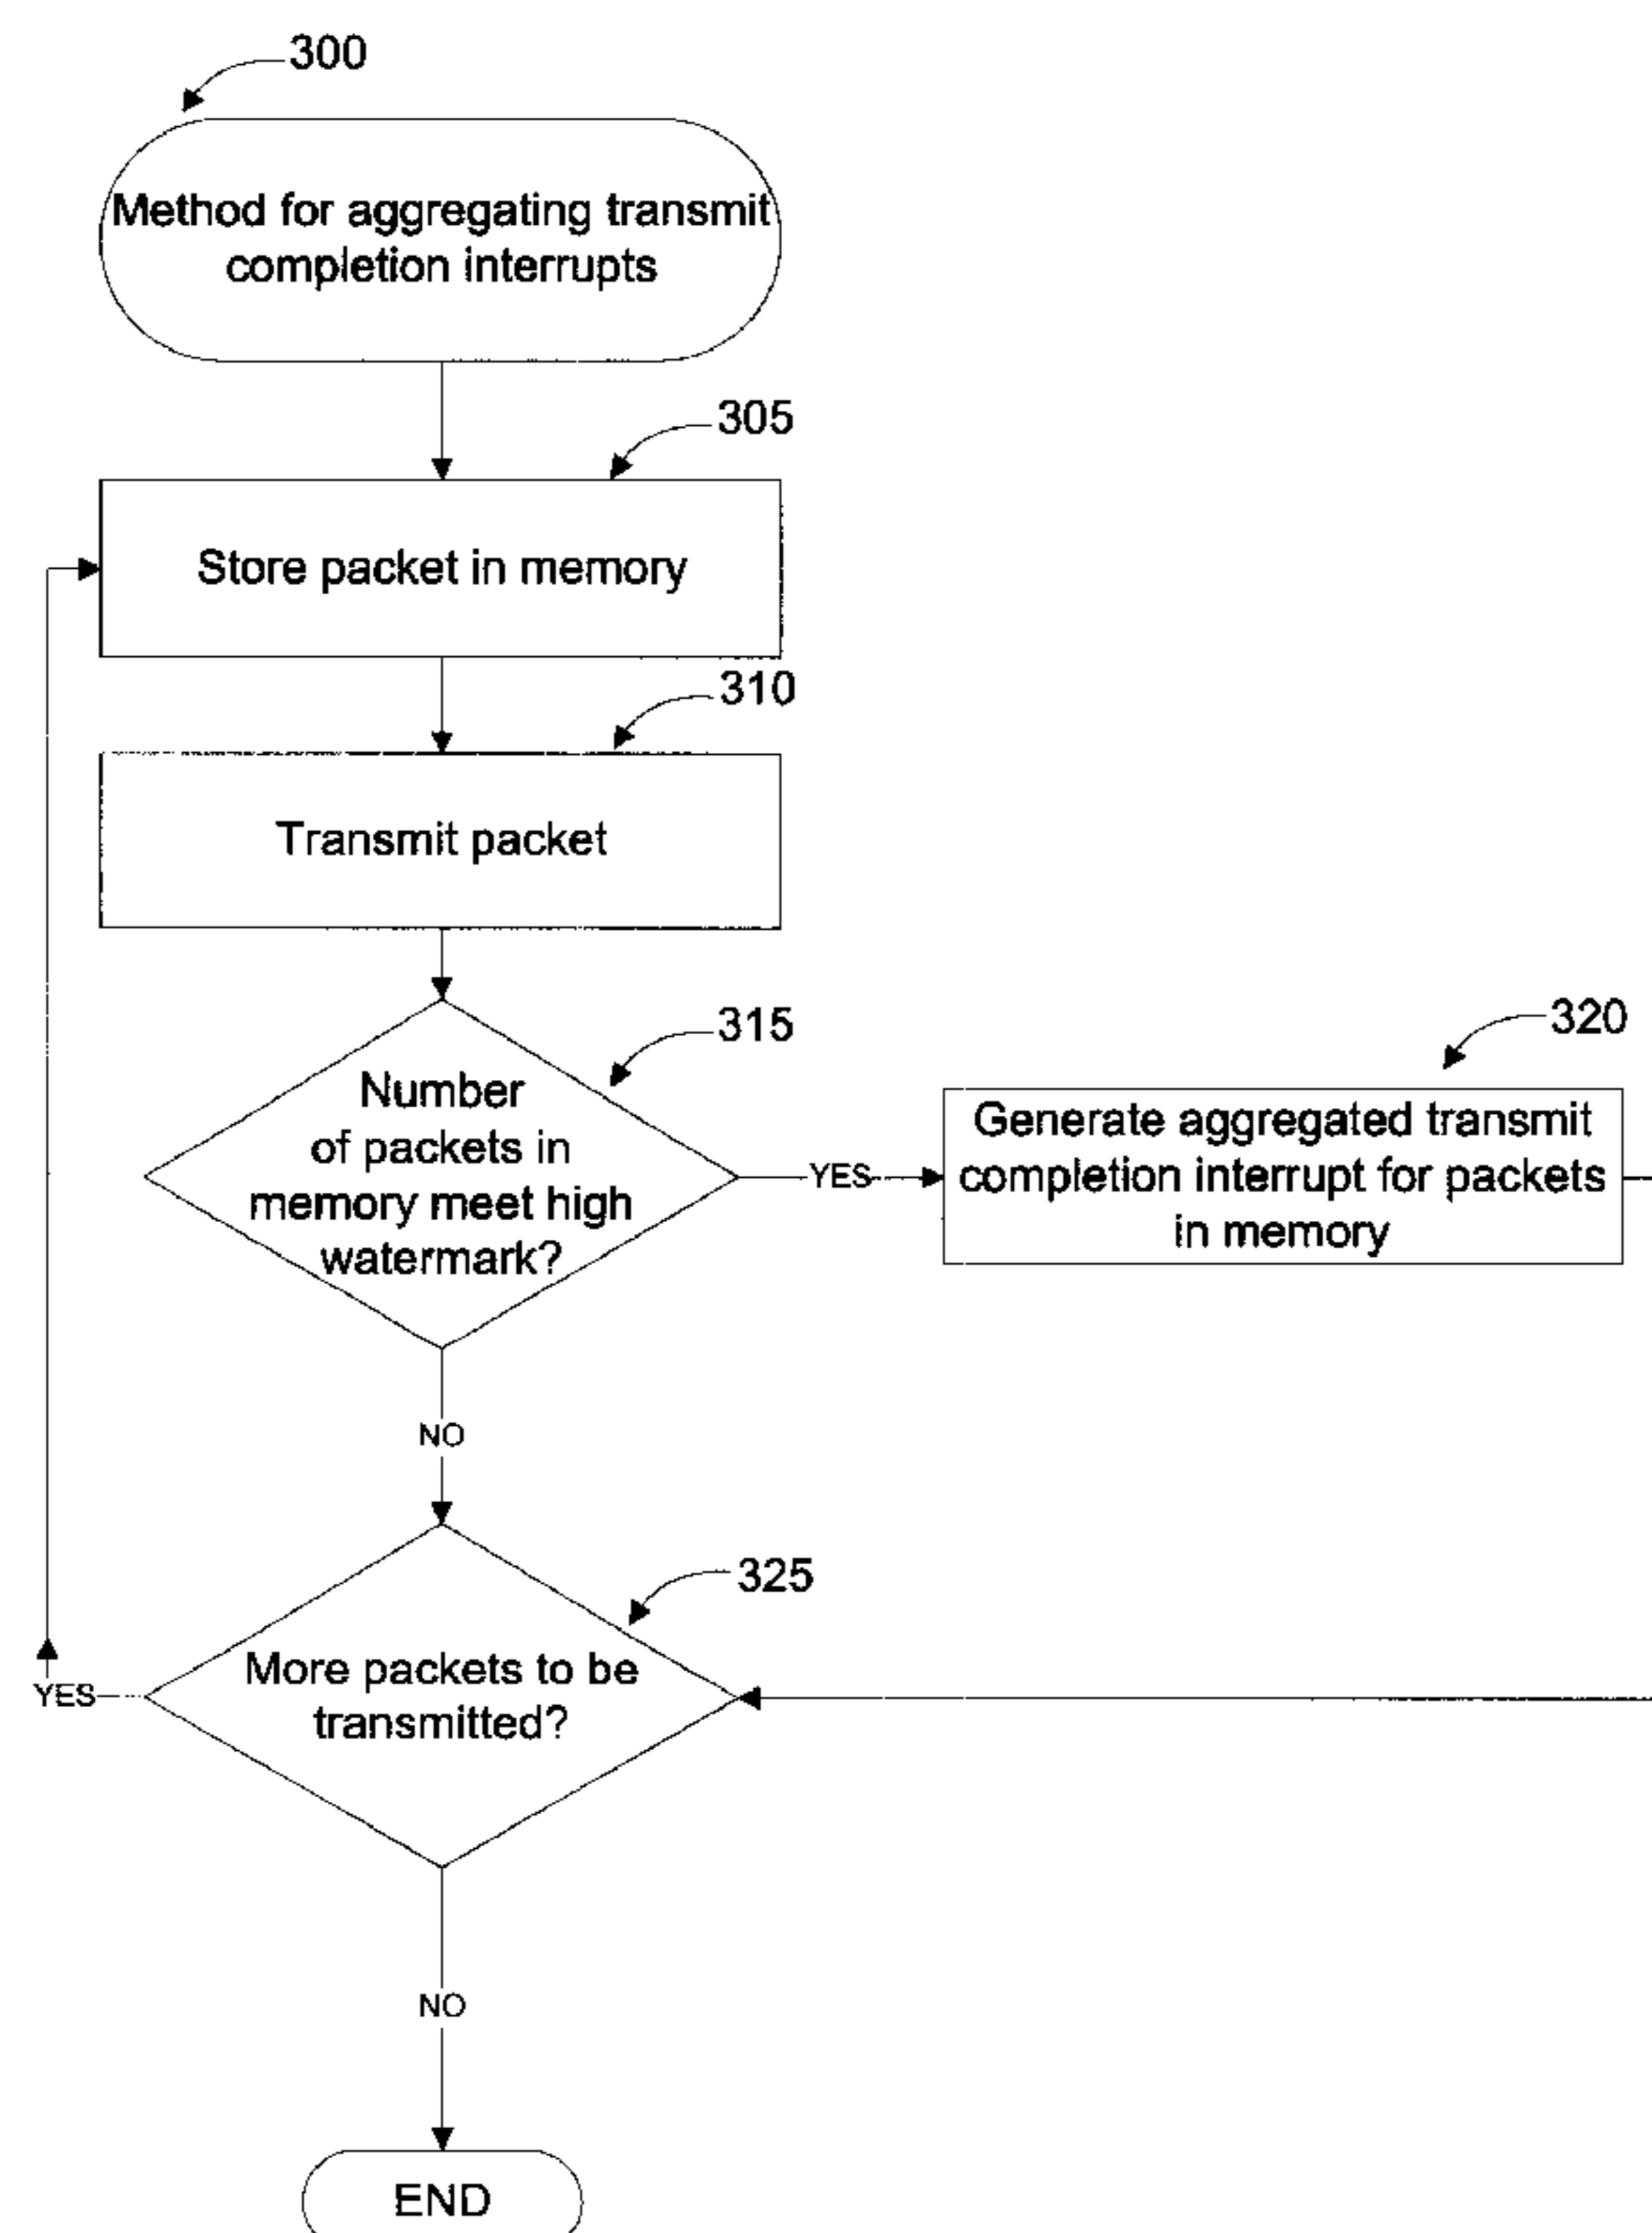 300
Method for aggregating transmit
completion interrupts
305
Store packet in memory
310
Transmit packet
315
Number
of packets in
memory meet high
watermark?
YES
320
Generate aggregated transmit
completion interrupt for packets
in memory
NO
325
More packets to be
transmitted?
YES
NO
END